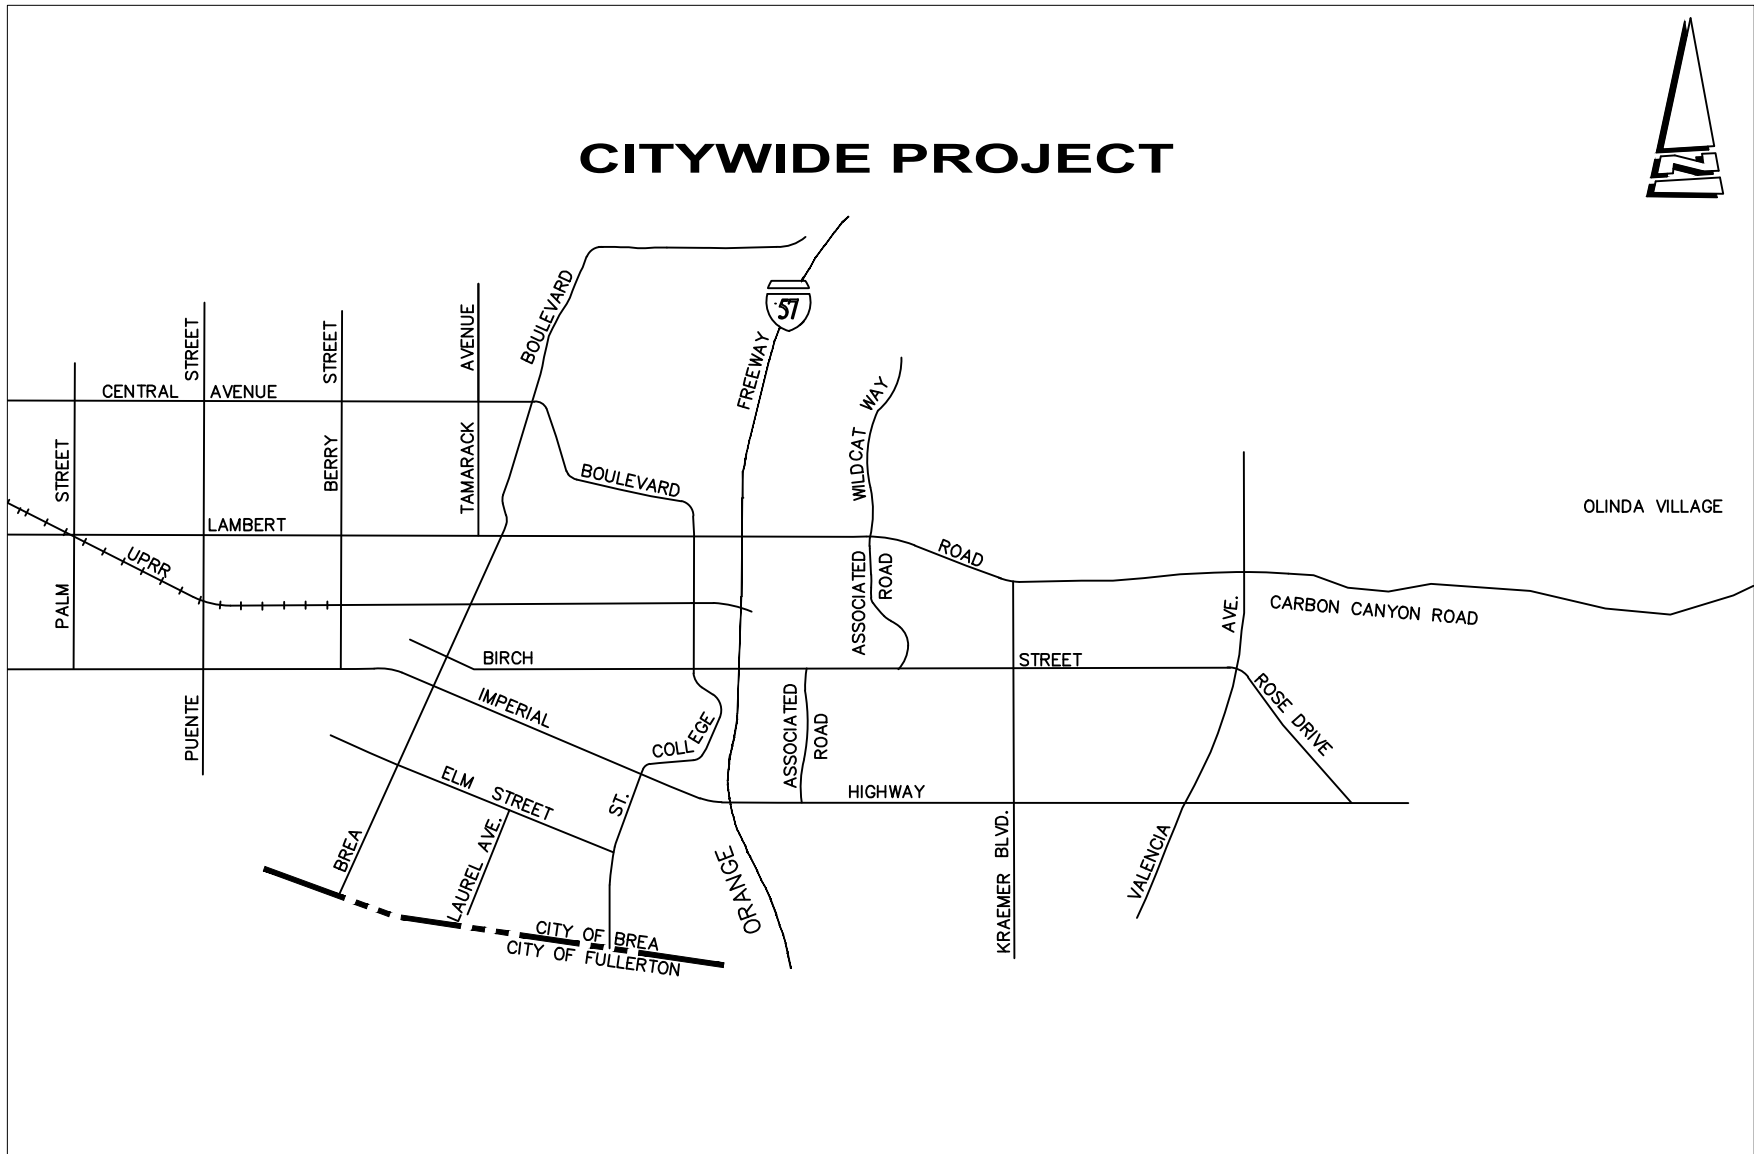 CITYWIDE PROJECT
N
57
BOULEVARD
FREEWAY
STREET
STREET
AVENUE
CENTRAL AVENUE
WAY
WILDCAT
STREET
BERRY
TAMARACK
BOULEVARD
OLINDA VILLAGE
LAMBERT
ROAD
UPRR
ASSOCIATED
ROAD
PALM
AVE.
CARBON CANYON ROAD
BIRCH
STREET
PUENTE
IMPERIAL
COLLEGE
ASSOCIATED
ROAD
ROSE DRIVE
ELM STREET
ST.
HIGHWAY
BREA
LAUREL AVE.
ORANGE
KRAEMER BLVD.
VALENCIA
CITY OF BREA
CITY OF FULLERTON